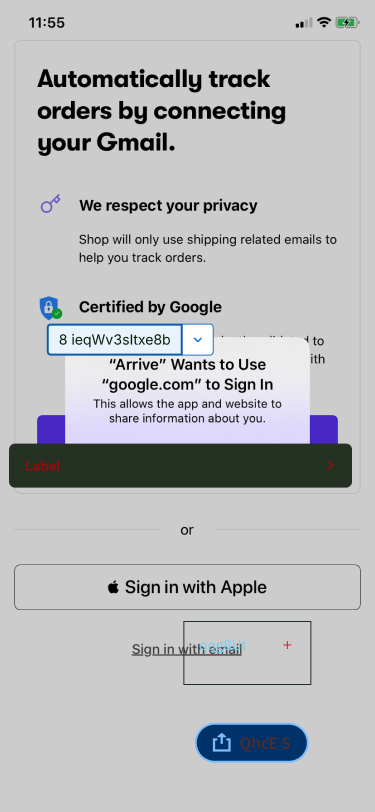 11:55
Automatically track
orders by connecting
your Gmail.
We respect your privacy
Shop will only use shipping related emails to
help you track orders.
Certified by Google
8 ieqWv3sItxe8b
to
ith
“Arrive” Wants to Use
“google.com” to Sign In
This allows the app and website to
share information about you.
Label
or
Sign in with Apple
Sign in with email
QhcE S